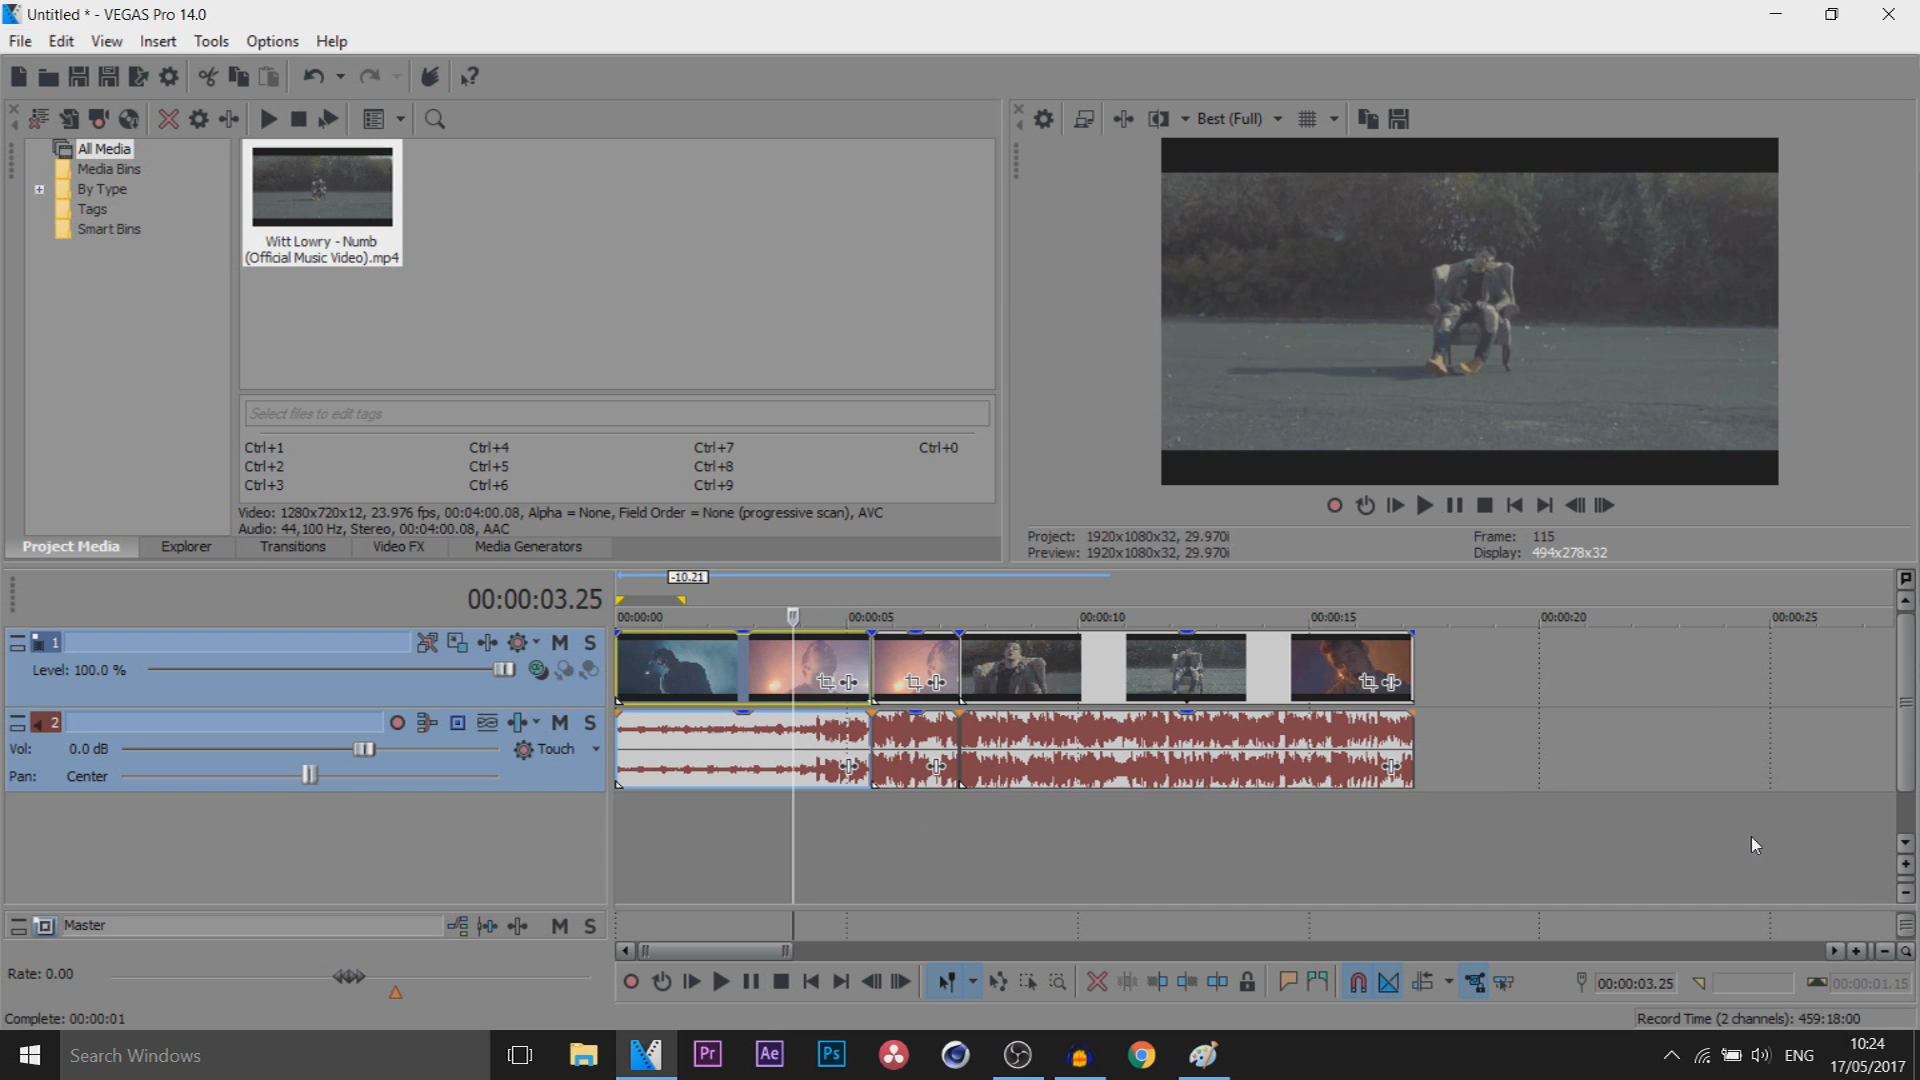 Untitled * - VEGAS Pro 14.0
File Edit View Insert Tools Options Help
Best (Full)
All Media
Media Bins
By Type
Tags
Smart Bins
Witt Lowry - Numb
(Official Music Video).mp4
Select files to edit tags
Ctrl+1 Ctrl+4 Ctrl+7 Ctrl+0
Ctrl+2 Ctrl+5 Ctrl+8
Ctrl+3 Ctrl+6 Ctrl+9
Video: 1280x720x12, 23.976 fps, 00:04:00.08, Alpha = None, Field Order = None (progressive scan), AVC
Audio: 44,100 Hz, Stereo, 00:04:00.08, AAC
Project Media Explorer Transitions Video FX Media Generators
Project: 1920x1080x32, 29.970i Frame: 115
Preview: 1920x1080x32, 29.970i Display: 494x278x32
-10.21
00:00:03.25
00:00:00 00:00:05 00:00:10 00:00:15 00:00:20 00:00:25
1 M S
Level: 100.0 %
2 M S
Vol: 0.0 dB Touch
Pan: Center
Master M S
Rate: 0.00
00:00:03.25 00:00:01.15
Complete: 00:00:01
Record Time (2 channels): 459:18:00
Search Windows
Pr Ae Ps
ENG
10:24
17/05/2017